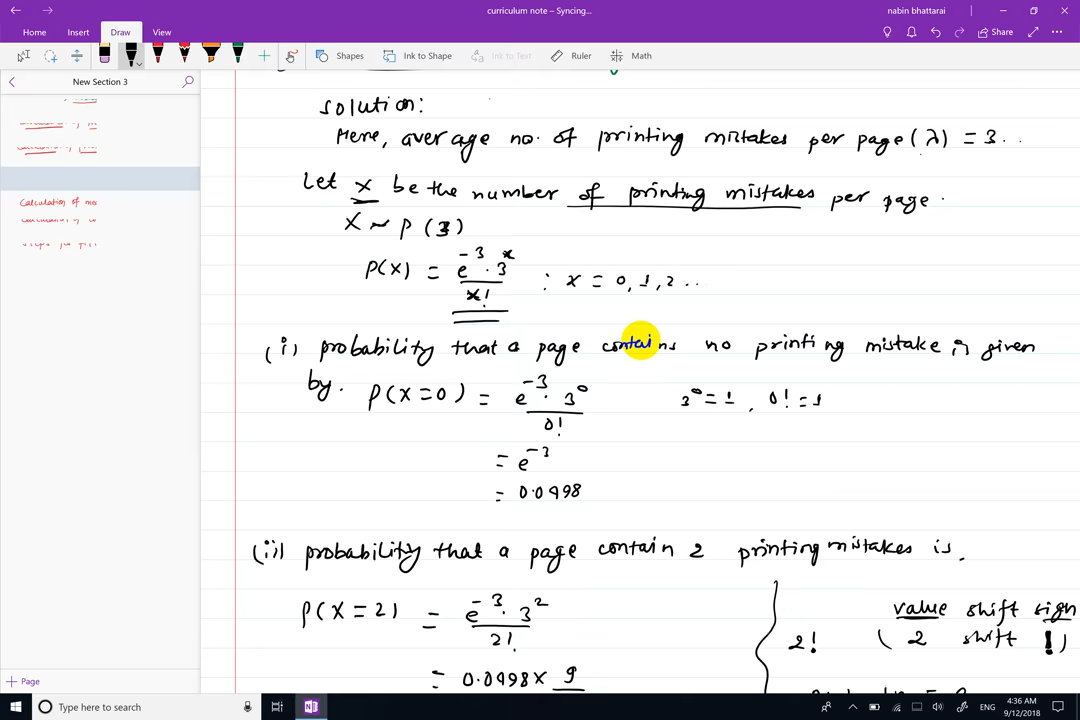 curriculum note – Syncing...
nabin bhattarai
Home Insert Draw View
Share
Shapes Ink to Shape Ink to Text Ruler Math
New Section 3
solution:
Here, average no. of printing mistakes per page (λ) = 3..
Let X be the number of printing mistakes per page.
X ~ P (3)
P(X) = e^-3 . 3^x / x! : x = 0, 1, 2 ..
(i) probability that a page contains no printing mistake is given
by. P(X=0) = e^-3 . 3^0 / 0! 3^0 = 1 , 0! = 1
= e^-3
= 0.0498
(ii) probability that a page contain 2 printing mistakes is.
P(X=2) = e^-3 . 3^2 / 2!
value shift sign
2! ( 2 shift ! )
= 0.0498 × 9
Calculation of
+ Page
Type here to search
ENG
4:36 AM
9/12/2018